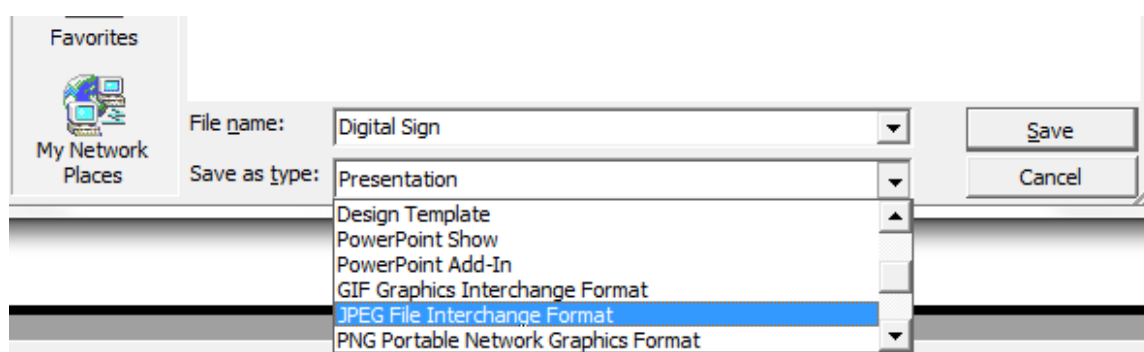 Favorites
My Network
Places
File name:
Digital Sign
Save
Save as type:
Presentation
Cancel
Design Template
PowerPoint Show
PowerPoint Add-In
GIF Graphics Interchange Format
JPEG File Interchange Format
PNG Portable Network Graphics Format